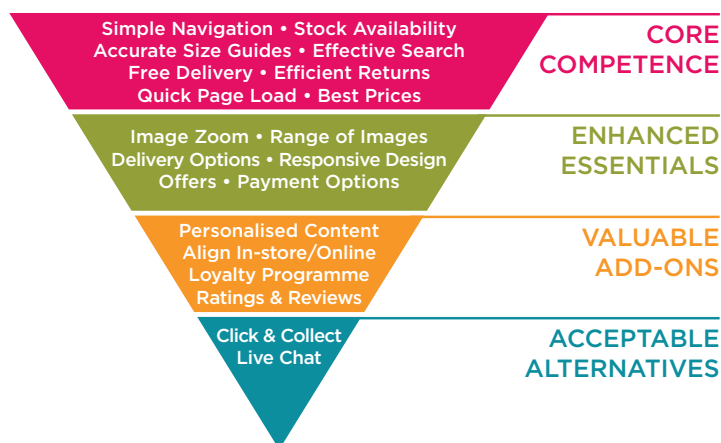 Simple Navigation • Stock Availability
Accurate Size Guides • Effective Search
Free Delivery • Efficient Returns
Quick Page Load • Best Prices
CORE
COMPETENCE
Image Zoom • Range of Images
Delivery Options • Responsive Design
Offers • Payment Options
ENHANCED
ESSENTIALS
Personalised Content
Align In-store/Online
Loyalty Programme
Ratings & Reviews
VALUABLE
ADD-ONS
Click & Collect
Live Chat
ACCEPTABLE
ALTERNATIVES